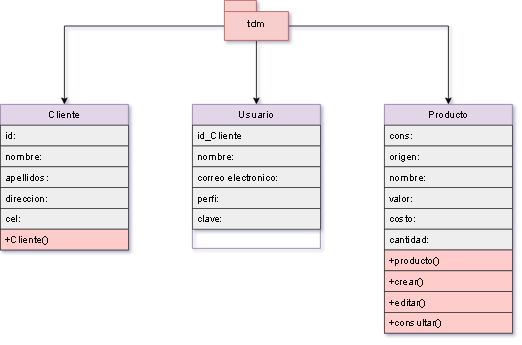 tdm
Cliente
id:
nombre:
apellidos:
direccion:
cel:
+Cliente()
Usuario
id_Cliente
nombre:
correo electronico:
perfi:
clave:
Producto
cons:
origen:
nombre:
valor:
costo:
cantidad:
+producto()
+crear()
+editar()
+consultar()